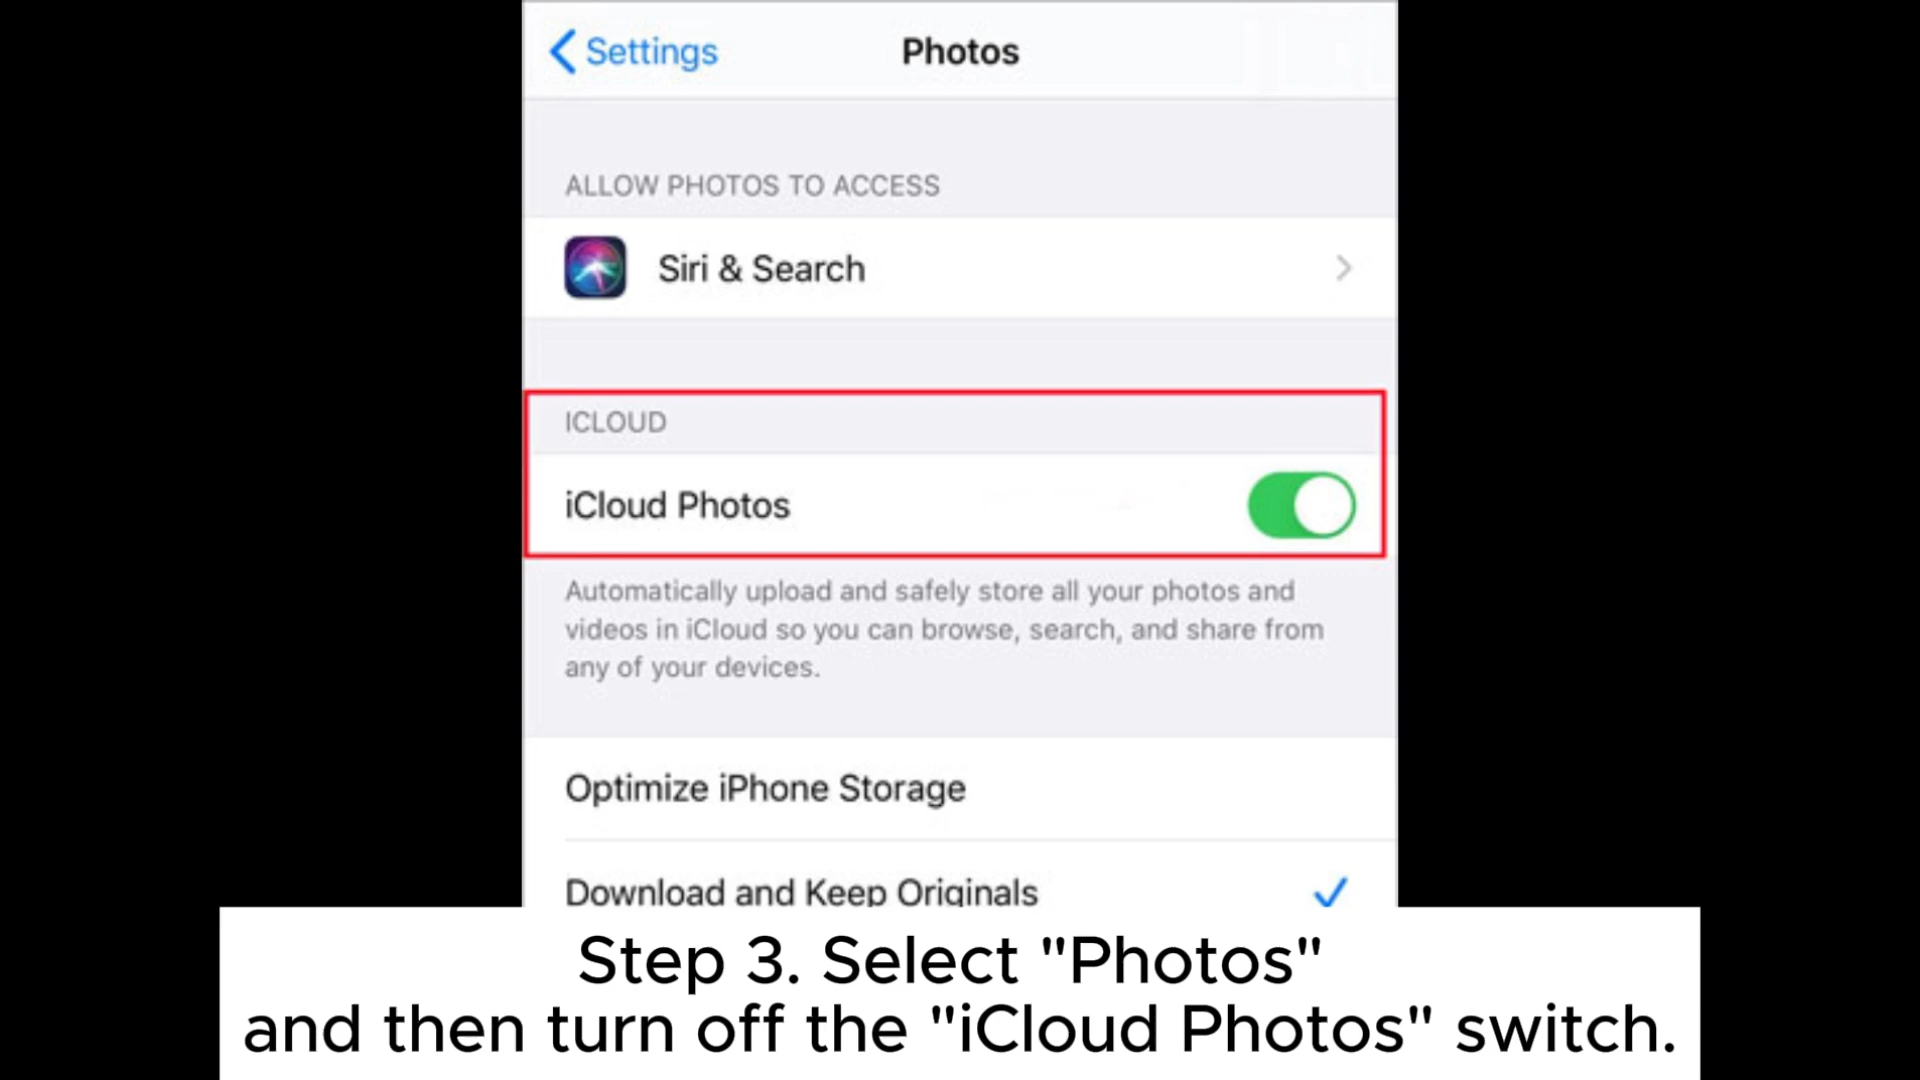 Settings
Photos
ALLOW PHOTOS TO ACCESS
Siri & Search
ICLOUD
iCloud Photos
Automatically upload and safely store all your photos and
videos in iCloud so you can browse, search, and share from
any of your devices.
Optimize iPhone Storage
Download and Keep Originals
Step 3. Select "Photos"
and then turn off the "iCloud Photos" switch.